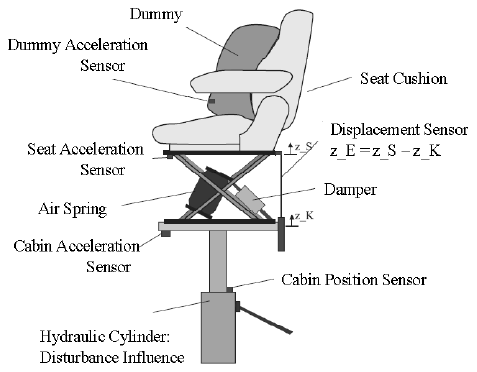 Dummy
Dummy Acceleration
Sensor
Seat Cushion
Displacement Sensor
z_E = z_S – z_K
z_S
Seat Acceleration
Sensor
Damper
Air Spring
z_K
Cabin Acceleration
Sensor
Cabin Position Sensor
Hydraulic Cylinder:
Disturbance Influence